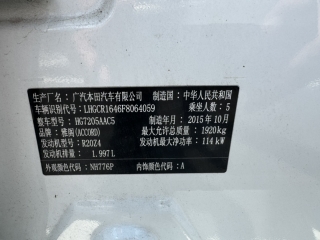 生产厂名：广汽本田汽车有限公司 制造国：中华人民共和国
车辆识别代号：LHGCR1646F8064059 乘坐人数：5
整车型号：HG7205AAC5 制造年月：2015年10月
品牌：雅阁(ACCORD) 最大允许总质量：1920kg
发动机型号：R20Z4 发动机最大净功率：114kW
发动机排量：1.997L
外观颜色代码：NH776P 内饰颜色代码：A